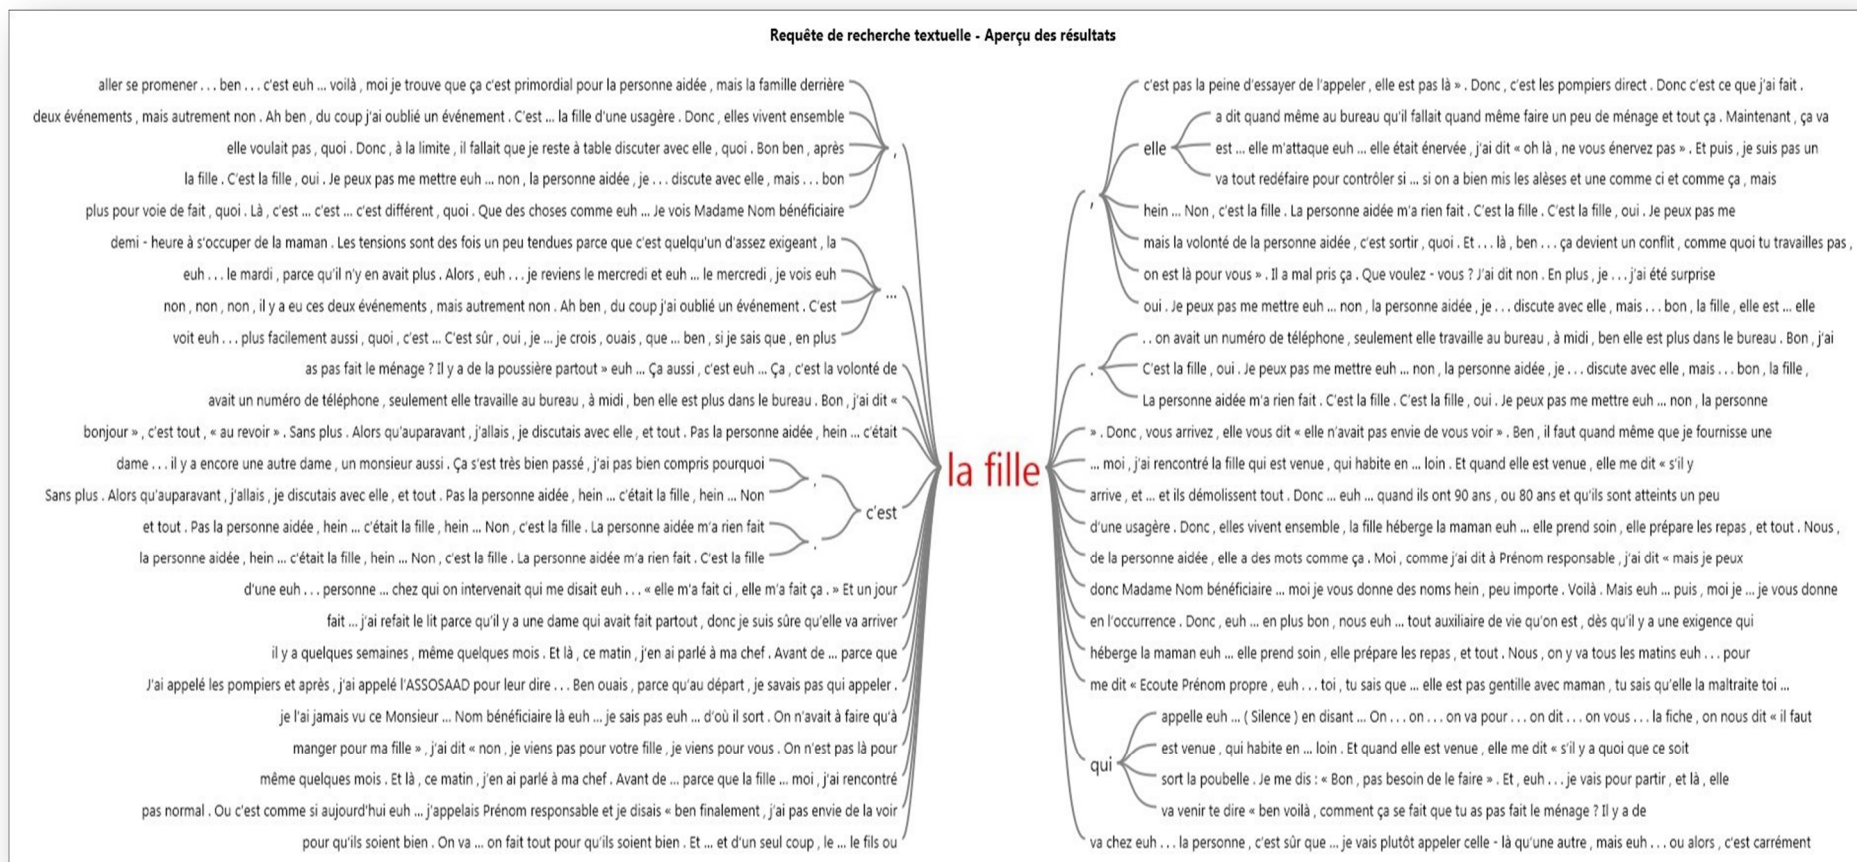 Requête de recherche textuelle - Aperçu des résultats
aller se promener . . . ben . . . c'est euh ... voilà , moi je trouve que ça c'est primordial pour la personne aidée , mais la famille derrière
deux événements , mais autrement non . Ah ben , du coup j'ai oublié un événement . C'est ... la fille d'une usagère . Donc , elles vivent ensemble
elle voulait pas , quoi . Donc , à la limite , il fallait que je reste à table discuter avec elle , quoi . Bon ben , après
la fille . C'est la fille , oui . Je peux pas me mettre euh ... non , la personne aidée , je . . . discute avec elle , mais . . . bon
plus pour voie de fait , quoi . Là , c'est ... c'est ... c'est différent , quoi . Que des choses comme euh ... Je vois Madame Nom bénéficiaire
,
demi - heure à s'occuper de la maman . Les tensions sont des fois un peu tendues parce que c'est quelqu'un d'assez exigeant , la
euh . . . le mardi , parce qu'il n'y en avait plus . Alors , euh . . . je reviens le mercredi et euh ... le mercredi , je vois euh
non , non , non , il y a eu ces deux événements , mais autrement non . Ah ben , du coup j'ai oublié un événement . C'est
voit euh . . . plus facilement aussi , quoi , c'est ... C'est sûr , oui , je ... je crois , ouais , que ... ben , si je sais que , en plus
...
as pas fait le ménage ? Il y a de la poussière partout » euh ... Ça aussi , c'est euh ... Ça , c'est la volonté de
avait un numéro de téléphone , seulement elle travaille au bureau , à midi , ben elle est plus dans le bureau . Bon , j'ai dit «
bonjour » , c'est tout , « au revoir » . Sans plus . Alors qu'auparavant , j'allais , je discutais avec elle , et tout . Pas la personne aidée , hein ... c'était
dame . . . il y a encore une autre dame , un monsieur aussi . Ça s'est très bien passé , j'ai pas bien compris pourquoi
Sans plus . Alors qu'auparavant , j'allais , je discutais avec elle , et tout . Pas la personne aidée , hein ... c'était la fille , hein ... Non
,
et tout . Pas la personne aidée , hein ... c'était la fille , hein ... Non , c'est la fille . La personne aidée m'a rien fait
la personne aidée , hein ... c'était la fille , hein ... Non , c'est la fille . La personne aidée m'a rien fait . C'est la fille
.
c'est
d'une euh . . . personne ... chez qui on intervenait qui me disait euh . . . « elle m'a fait ci , elle m'a fait ça . » Et un jour
fait ... j'ai refait le lit parce qu'il y a une dame qui avait fait partout , donc je suis sûre qu'elle va arriver
il y a quelques semaines , même quelques mois . Et là , ce matin , j'en ai parlé à ma chef . Avant de ... parce que
J'ai appelé les pompiers et après , j'ai appelé l'ASSOSAAD pour leur dire . . . Ben ouais , parce qu'au départ , je savais pas qui appeler .
je l'ai jamais vu ce Monsieur ... Nom bénéficiaire là euh ... je sais pas euh ... d'où il sort . On n'avait à faire qu'à
manger pour ma fille » , j'ai dit « non , je viens pas pour votre fille , je viens pour vous . On n'est pas là pour
même quelques mois . Et là , ce matin , j'en ai parlé à ma chef . Avant de ... parce que la fille ... moi , j'ai rencontré
pas normal . Ou c'est comme si aujourd'hui euh ... j'appelais Prénom responsable et je disais « ben finalement , j'ai pas envie de la voir
pour qu'ils soient bien . On va ... on fait tout pour qu'ils soient bien . Et ... et d'un seul coup , le ... le fils ou
la fille
,
c'est pas la peine d'essayer de l'appeler , elle est pas là » . Donc , c'est les pompiers direct . Donc c'est ce que j'ai fait .
elle
a dit quand même au bureau qu'il fallait quand même faire un peu de ménage et tout ça . Maintenant , ça va
est ... elle m'attaque euh ... elle était énervée , j'ai dit « oh là , ne vous énervez pas » . Et puis , je suis pas un
va tout redéfaire pour contrôler si ... si on a bien mis les alèses et une comme ci et comme ça , mais
hein ... Non , c'est la fille . La personne aidée m'a rien fait . C'est la fille . C'est la fille , oui . Je peux pas me
mais la volonté de la personne aidée , c'est sortir , quoi . Et . . . là , ben . . . ça devient un conflit , comme quoi tu travailles pas ,
on est là pour vous » . Il a mal pris ça . Que voulez - vous ? J'ai dit non . En plus , je . . . j'ai été surprise
oui . Je peux pas me mettre euh ... non , la personne aidée , je . . . discute avec elle , mais . . . bon , la fille , elle est ... elle
.
. . on avait un numéro de téléphone , seulement elle travaille au bureau , à midi , ben elle est plus dans le bureau . Bon , j'ai
C'est la fille , oui . Je peux pas me mettre euh ... non , la personne aidée , je . . . discute avec elle , mais . . . bon , la fille ,
La personne aidée m'a rien fait . C'est la fille . C'est la fille , oui . Je peux pas me mettre euh ... non , la personne
» . Donc , vous arrivez , elle vous dit « elle n'avait pas envie de vous voir » . Ben , il faut quand même que je fournisse une
... moi , j'ai rencontré la fille qui est venue , qui habite en ... loin . Et quand elle est venue , elle me dit « s'il y
arrive , et ... et ils démolissent tout . Donc ... euh ... quand ils ont 90 ans , ou 80 ans et qu'ils sont atteints un peu
d'une usagère . Donc , elles vivent ensemble , la fille héberge la maman euh ... elle prend soin , elle prépare les repas , et tout . Nous ,
de la personne aidée , elle a des mots comme ça . Moi , comme j'ai dit à Prénom responsable , j'ai dit « mais je peux
donc Madame Nom bénéficiaire ... moi je vous donne des noms hein , peu importe . Voilà . Mais euh ... puis , moi je ... je vous donne
en l'occurrence . Donc , euh ... en plus bon , nous euh ... tout auxiliaire de vie qu'on est , dès qu'il y a une exigence qui
héberge la maman euh ... elle prend soin , elle prépare les repas , et tout . Nous , on y va tous les matins euh . . . pour
me dit « Ecoute Prénom propre , euh . . . toi , tu sais que ... elle est pas gentille avec maman , tu sais qu'elle la maltraite toi ...
qui
appelle euh ... ( Silence ) en disant ... On . . . on . . . on va pour . . . on dit . . . on vous . . . la fiche , on nous dit « il faut
est venue , qui habite en ... loin . Et quand elle est venue , elle me dit « s'il y a quoi que ce soit
sort la poubelle . Je me dis : « Bon , pas besoin de le faire » . Et , euh . . . je vais pour partir , et là , elle
va venir te dire « ben voilà , comment ça se fait que tu as pas fait le ménage ? Il y a de
va chez euh . . . la personne , c'est sûr que ... je vais plutôt appeler celle - là qu'une autre , mais euh . . . ou alors , c'est carrément